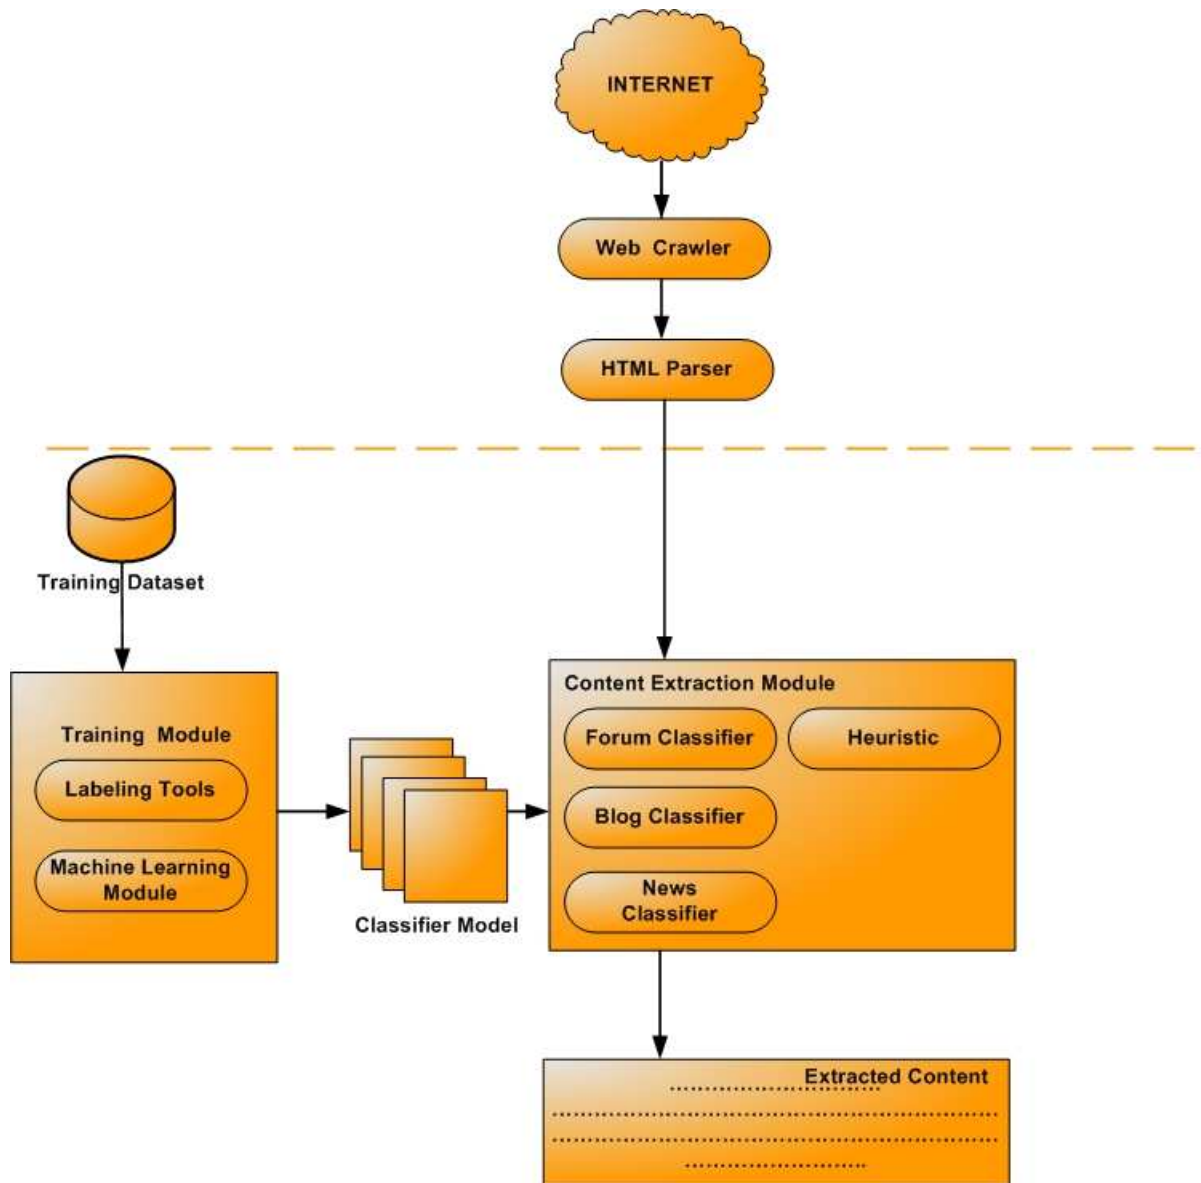 INTERNET
Web Crawler
HTML Parser
Training Dataset
Training Module
Labeling Tools
Machine Learning
Module
Classifier Model
Content Extraction Module
Forum Classifier
Heuristic
Blog Classifier
News
Classifier
Extracted Content